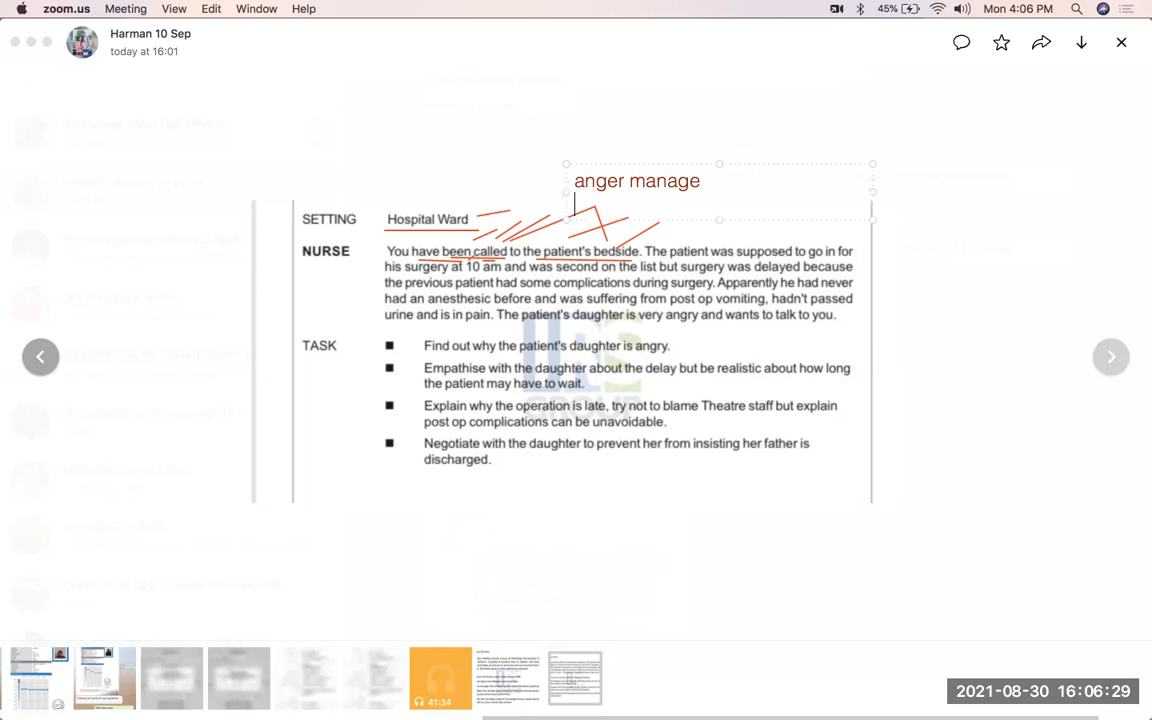 zoom.us Meeting View Edit Window Help 45% Mon 4:06 PM
Harman 10 Sep
today at 16:01
anger manage
SETTING Hospital Ward
NURSE You have been called to the patient's bedside. The patient was supposed to go in for
his surgery at 10 am and was second on the list but surgery was delayed because
the previous patient had some complications during surgery. Apparently he had never
had an anesthesic before and was suffering from post op vomiting, hadn't passed
urine and is in pain. The patient's daughter is very angry and wants to talk to you.
TASK ■ Find out why the patient's daughter is angry.
■ Empathise with the daughter about the delay but be realistic about how long
the patient may have to wait.
■ Explain why the operation is late, try not to blame Theatre staff but explain
post op complications can be unavoidable.
■ Negotiate with the daughter to prevent her from insisting her father is
discharged.
GROUP
41:34
2021-08-30 16:06:29